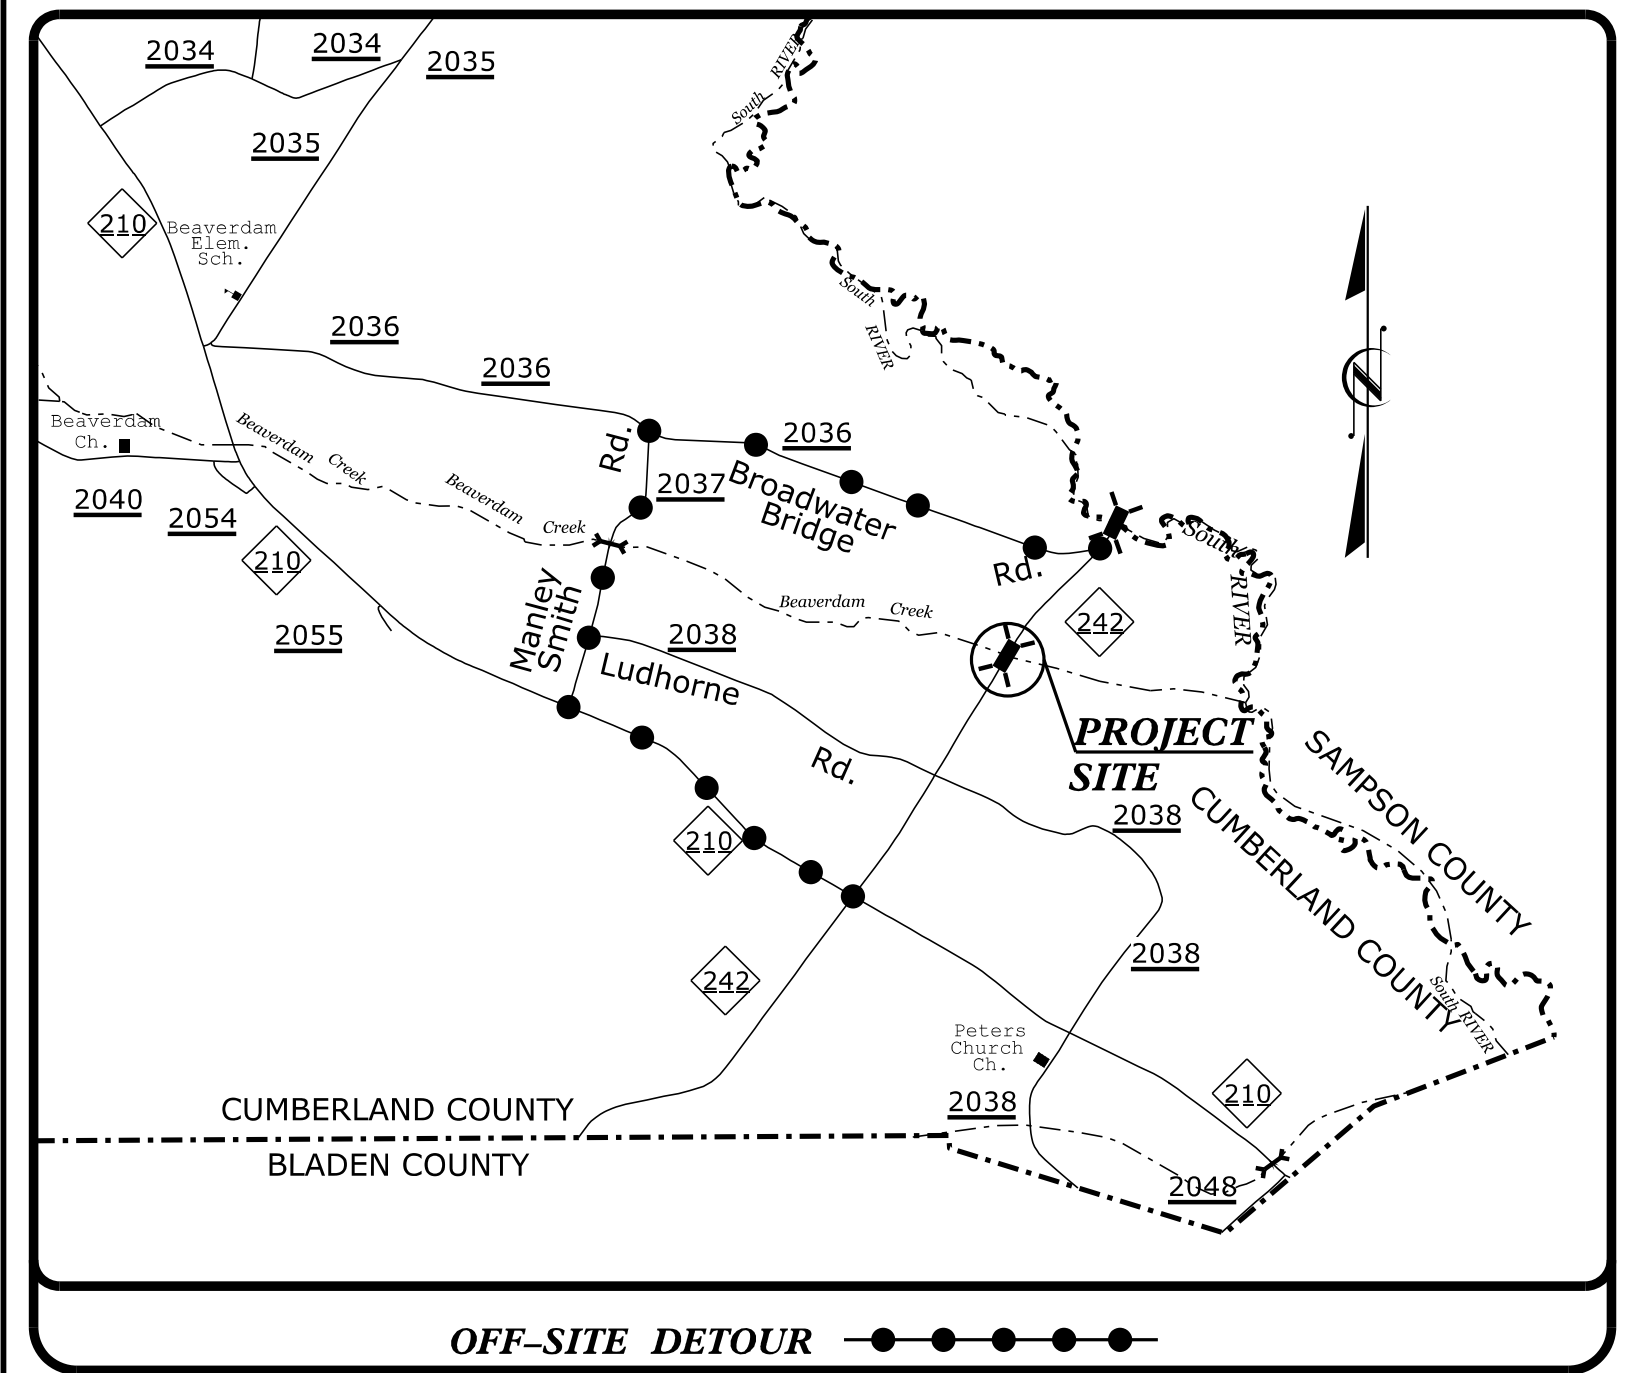 2034
2034
2035
2035
210
Beaverdam
Elem.
Sch.
South
RIVER
South
RIVER
2036
2036
N
Beaverdam
Ch.
Beaverdam
Creek
Beaverdam
Creek
2040
2054
210
2055
Rd.
2037
2036
Broadwater
Bridge
Rd.
South
RIVER
242
Beaverdam
Creek
Manley
Smith
2038
Ludhorne
Rd.
PROJECT
SITE
2038
SAMPSON COUNTY
CUMBERLAND COUNTY
210
2038
242
South RIVER
Peters
Church
Ch.
2038
210
CUMBERLAND COUNTY
BLADEN COUNTY
2048
OFF-SITE DETOUR